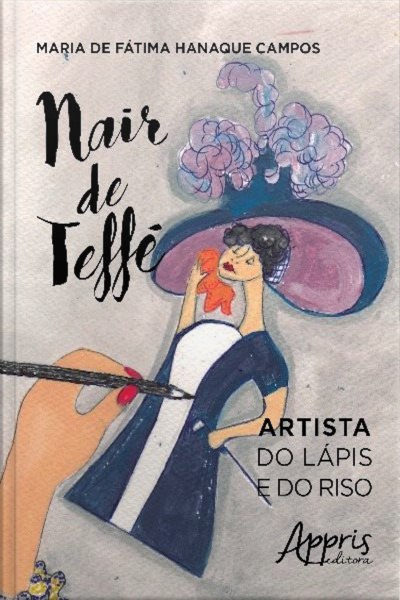 MARIA DE FÁTIMA HANAQUE CAMPOS
Nair
de
Teffé
ARTISTA
DO LÁPIS
E DO RISO
Appris
editora